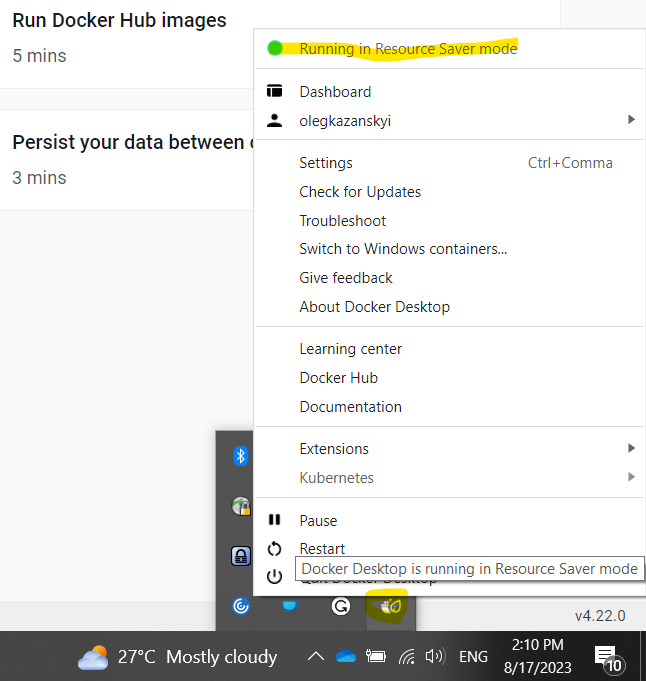 Run Docker Hub images
5 mins
Persist your data between
3 mins
Running in Resource Saver mode
Dashboard
olegkazanskyi
Settings Ctrl+Comma
Check for Updates
Troubleshoot
Switch to Windows containers...
Give feedback
About Docker Desktop
Learning center
Docker Hub
Documentation
Extensions
Kubernetes
Pause
Restart
Docker Desktop is running in Resource Saver mode
Quit Docker Desktop
v4.22.0
27°C Mostly cloudy
ENG
2:10 PM
8/17/2023
10